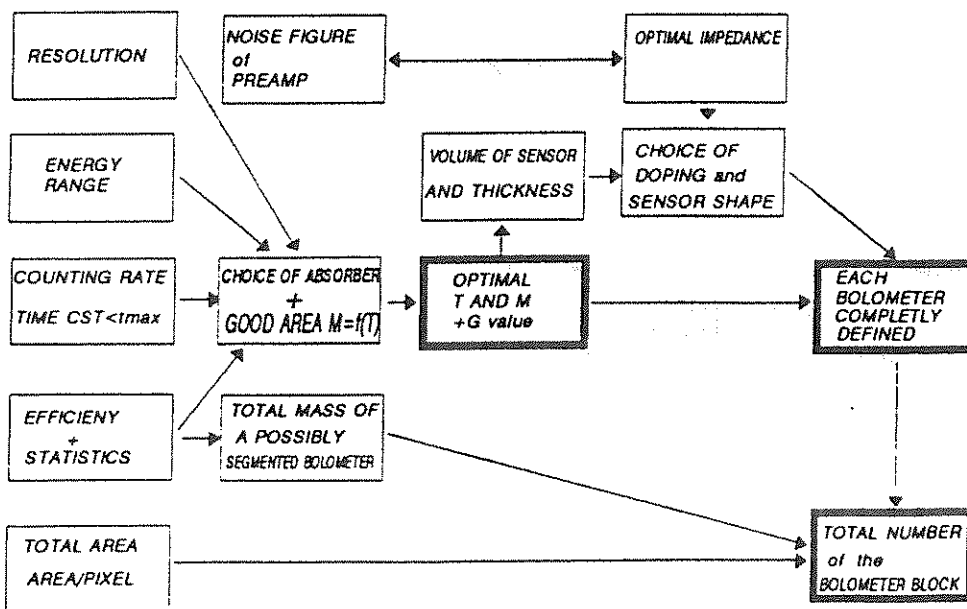 RESOLUTION
NOISE FIGURE
of
PREAMP
OPTIMAL IMPEDANCE
ENERGY
RANGE
VOLUME OF SENSOR
AND THICKNESS
CHOICE OF
DOPING and
SENSOR SHAPE
COUNTING RATE
TIME CST<tmax
CHOICE OF ABSORBER
+
GOOD AREA M=f(T)
OPTIMAL
T AND M
+G value
EACH
BOLOMETER
COMPLETLY
DEFINED
EFFICIENY
+
STATISTICS
TOTAL MASS OF
A POSSIBLY
SEGMENTED BOLOMETER
TOTAL AREA
AREA/PIXEL
TOTAL NUMBER
of the
BOLOMETER BLOCK